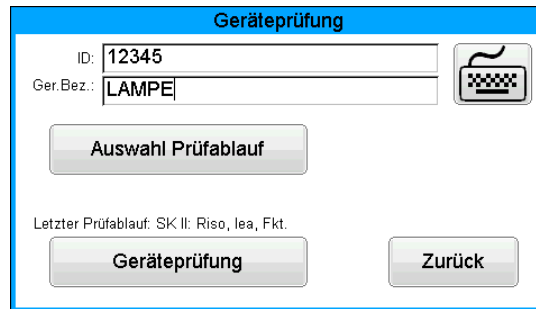 Geräteprüfung
ID: 12345
Ger.Bez.: LAMPE
Auswahl Prüfablauf
Letzter Prüfablauf: SK II: Riso, Iea, Fkt.
Geräteprüfung Zurück